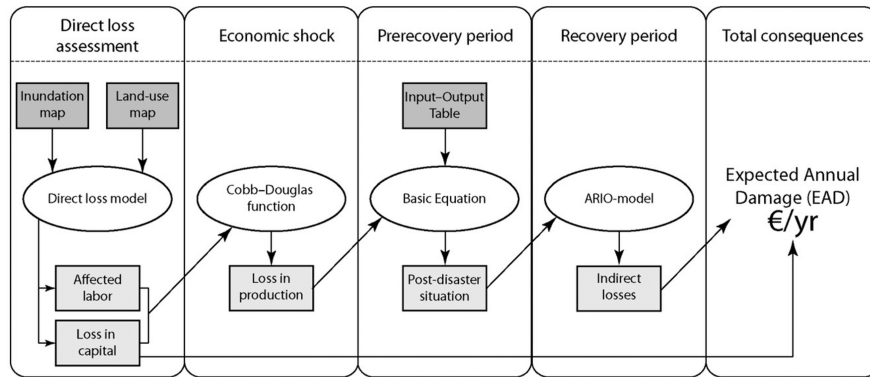 Direct loss
assessment
Economic shock
Prerecovery period
Recovery period
Total consequences
Inundation
map
Land-use
map
Input–Output
Table
Direct loss model
Cobb–Douglas
function
Basic Equation
ARIO-model
Expected Annual
Damage (EAD)
€/yr
Affected
labor
Loss in
capital
Loss in
production
Post-disaster
situation
Indirect
losses